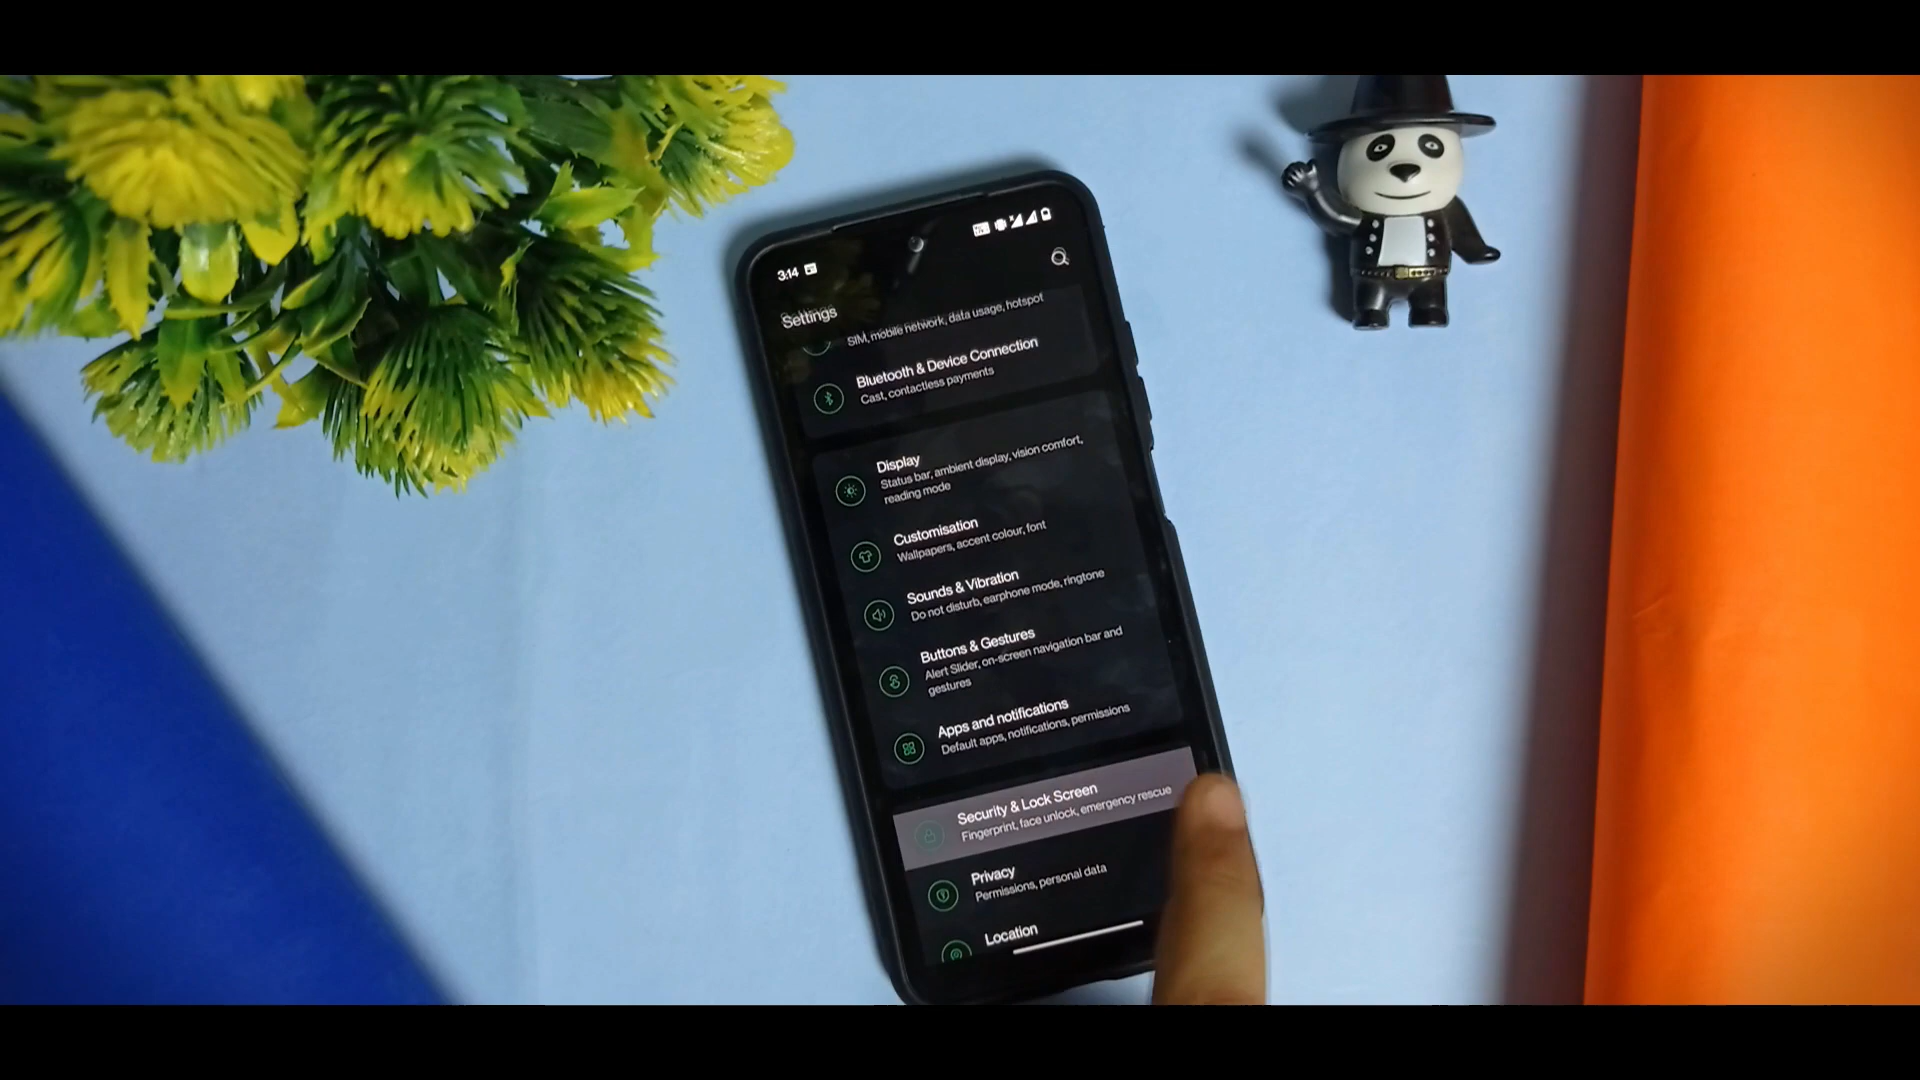 3:14
Settings
SIM, mobile network, data usage, hotspot
Bluetooth & Device Connection
Cast, contactless payments
Display
Status bar, ambient display, vision comfort,
reading mode
Customisation
Wallpapers, accent colour, font
Sounds & Vibration
Do not disturb, earphone mode, ringtone
Buttons & Gestures
Alert Slider, on-screen navigation bar and
gestures
Apps and notifications
Default apps, notifications, permissions
Security & Lock Screen
Fingerprint, face unlock, emergency rescue
Privacy
Permissions, personal data
Location